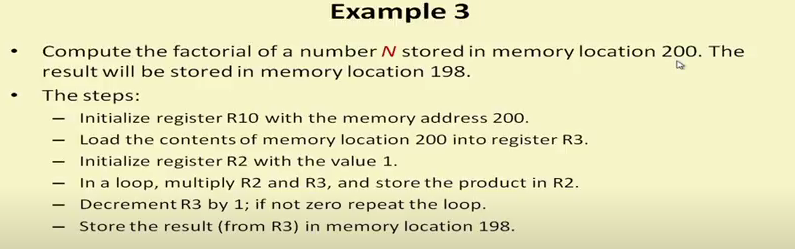 Example 3
• Compute the factorial of a number N stored in memory location 200. The
result will be stored in memory location 198.
• The steps:
– Initialize register R10 with the memory address 200.
– Load the contents of memory location 200 into register R3.
– Initialize register R2 with the value 1.
– In a loop, multiply R2 and R3, and store the product in R2.
– Decrement R3 by 1; if not zero repeat the loop.
– Store the result (from R3) in memory location 198.